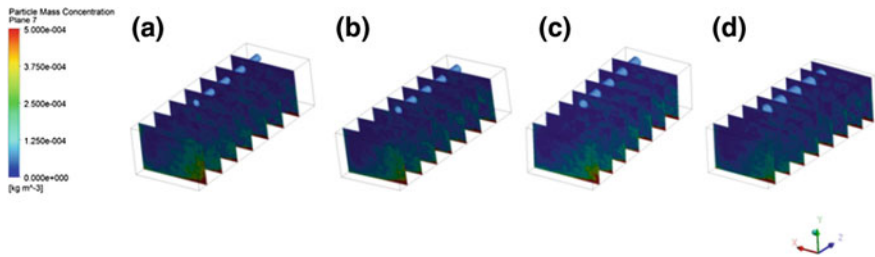 Particle Mass Concentration
Plane 7
5.000e-004
3.750e-004
2.500e-004
1.250e-004
0.000e+000
[kg m^-3]
(a)
(b)
(c)
(d)
Y
X
Z